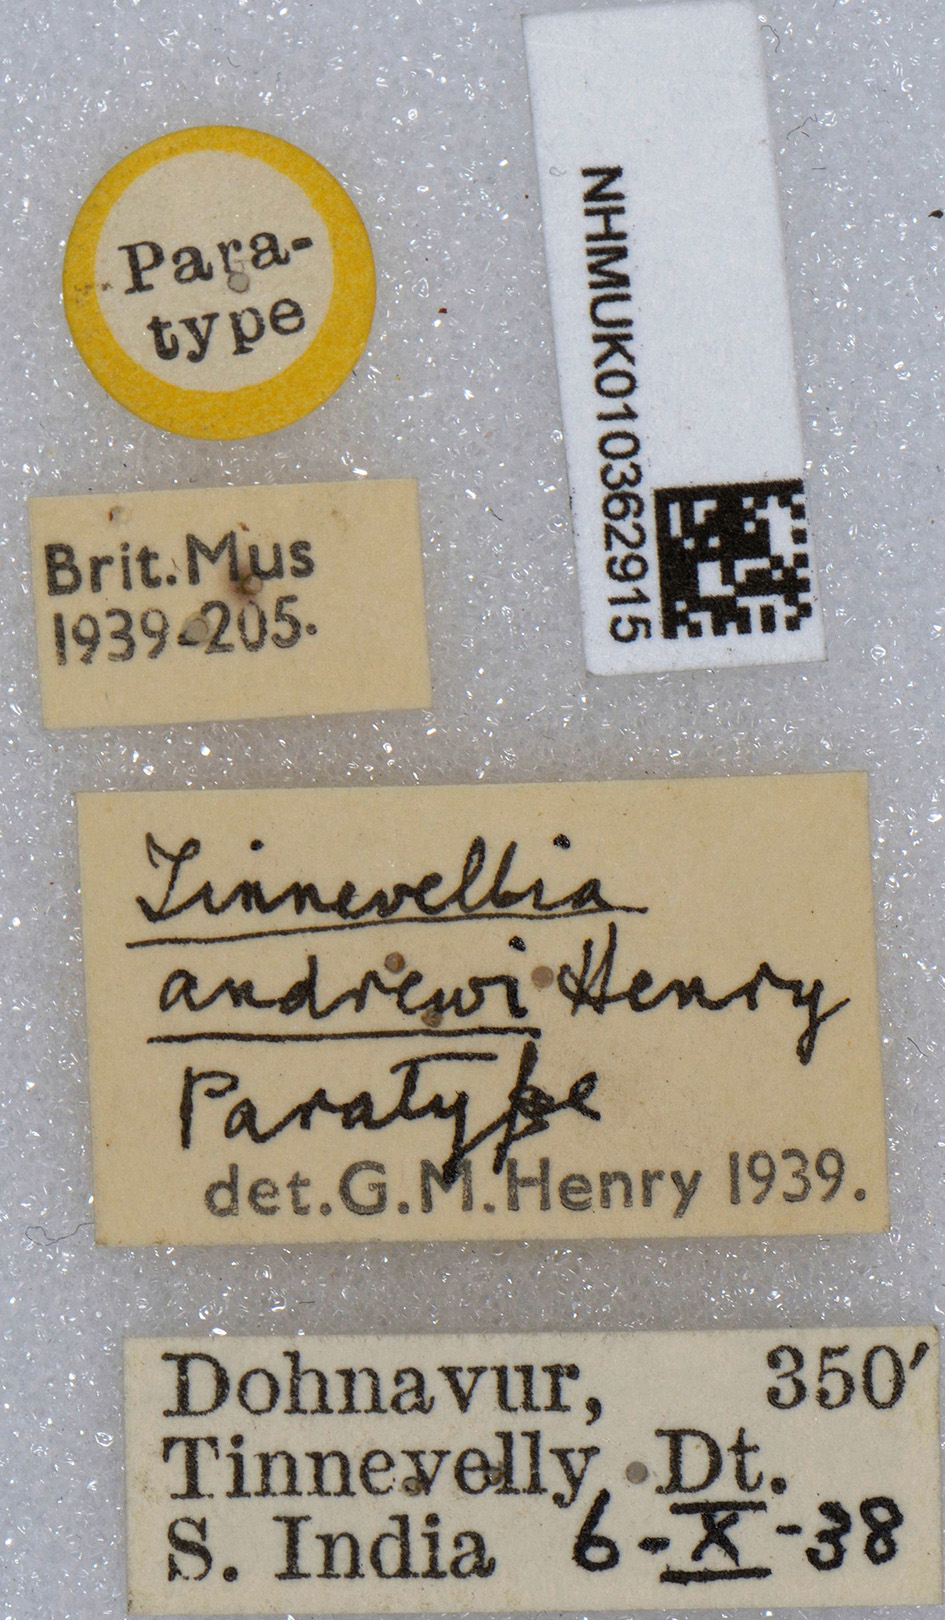 Para-
type
NHMUK010362915
Brit.Mus
1939-205.
Tinnevellia
andrewi Henry
Paratype
det.G.M.Henry 1939.
Dohnavur, 350'
Tinnevelly Dt.
S. India 6-X-38